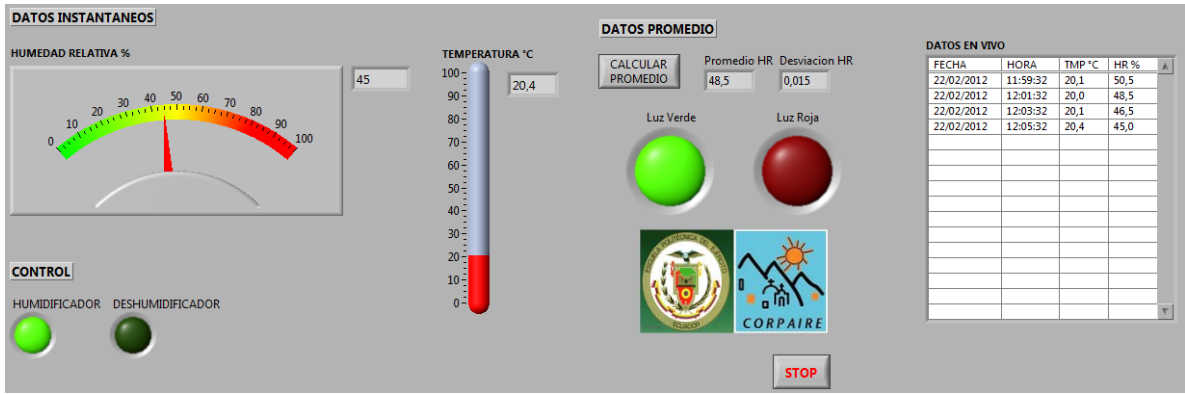 DATOS INSTANTANEOS
HUMEDAD RELATIVA %
0 10 20 30 40 50 60 70 80 90 100
45
TEMPERATURA °C
100
90
80
70
60
50
40
30
20
10
0
20,4
CONTROL
HUMIDIFICADOR DESHUMIDIFICADOR
DATOS PROMEDIO
CALCULAR
PROMEDIO
Promedio HR Desviacion HR
48,5 0,015
Luz Verde Luz Roja
ESCUELA POLITECNICA DEL EJERCITO
ECUADOR
CORPAIRE
STOP
DATOS EN VIVO
FECHA HORA TMP °C HR %
22/02/2012 11:59:32 20,1 50,5
22/02/2012 12:01:32 20,0 48,5
22/02/2012 12:03:32 20,1 46,5
22/02/2012 12:05:32 20,4 45,0